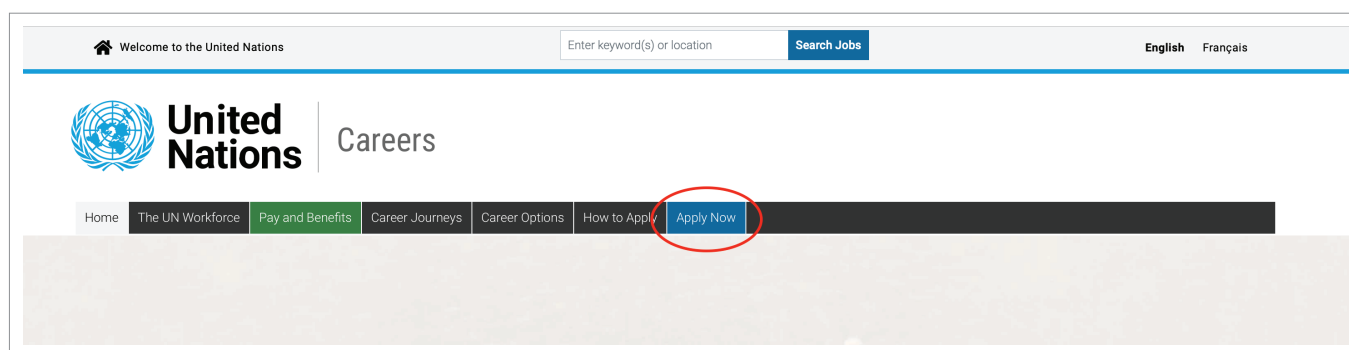 Welcome to the United Nations
Enter keyword(s) or location
Search Jobs
English Français
United
Nations
Careers
Home The UN Workforce Pay and Benefits Career Journeys Career Options How to Apply Apply Now